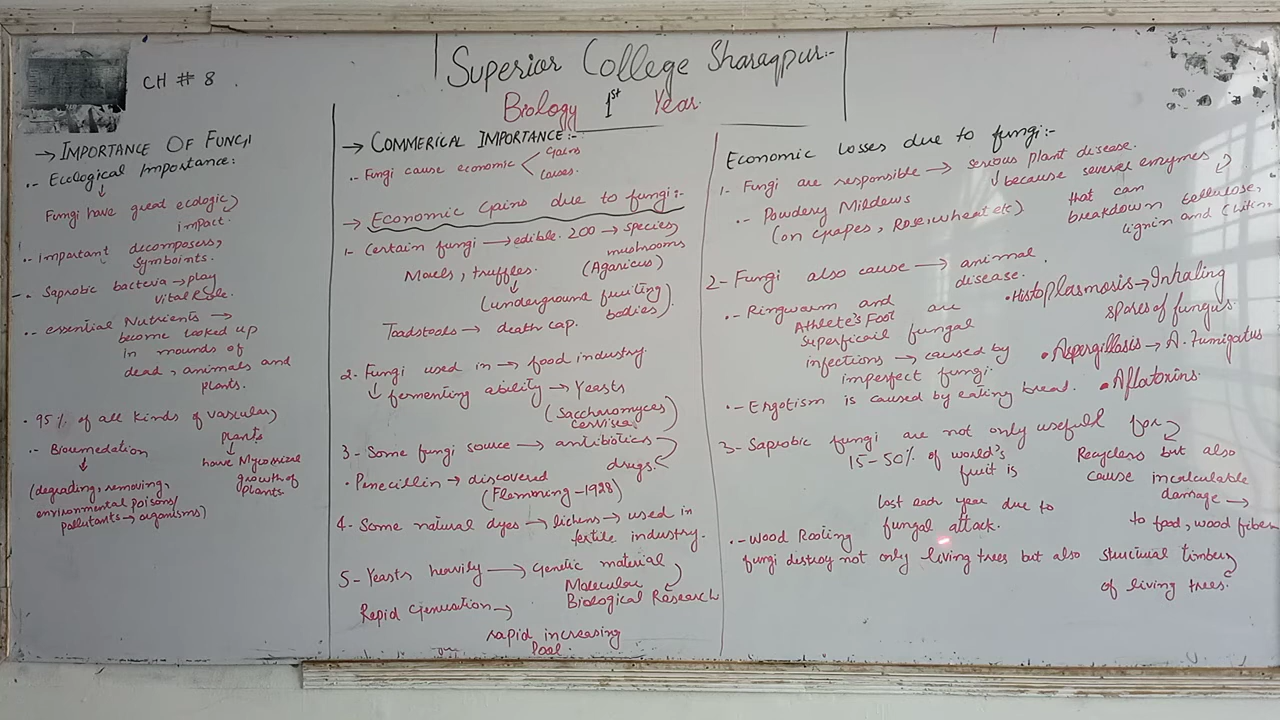 CH # 8
Superior College Sharaqpur:-
Biology 1st Year.
→ IMPORTANCE OF FUNGI
.- Ecological Importance:
↓
Fungi have great ecologic
impact.
.- Important decomposers,
Symboints.
- Saprobic bacteria → play
Vital Role.
.- essential Nutrients →
become locked up
In mounds of
dead, animals and
plants.
• 95% of all kinds of vascular
plants
↓
have Mycorrizal
growth of
plants
.- Bioremedation
↓
(degrading, removing,
environmental poisons/
pollutants → organisms)
→ COMMERICAL IMPORTANCE:-
.- Fungi cause economic < Gains
Losses.
→ Economic Gains due to fungi:-
1- Certain fungi → edible. 200 → species,
mushrooms
Morels, truffles. (Agaricus)
↓
(underground fruiting
bodies)
Toadstools → death cap.
2- Fungi used in → food industry.
↳ fermenting ability → Yeasts
(Saccharomyces
cerviseae)
3- Some fungi source → antibiotics
drugs.
• Penecillin → discovered
(Flemming - 1928)
4- Some natural dyes → lichens → used in
textile industry.
5- Yeasts heavily → Genetic material
Moleculor
Biological Research
Rapid Generation →
rapid increasing
Pool.
Economic losses due to fungi:-
1- Fungi are responsible → serious plant disease.
↓ because several enzymes
that can
breakdown cellulose,
lignin and Chitin.
.- Powdery Mildews
(on grapes, Rose, wheat etc)
2- Fungi also cause → animal
disease.
.- Ringworm and
Athlete's Foot are
Superficail fungal
infections → caused by
imperfect fungi.
• Histoplasmosis → Inhaling
spores of fungus.
• Aspergillasis → A. Fumigatus
• Aflatoxins.
.- Ergotism is caused by eating bread.
3- Saprobic fungi are not only usefull for
Recyclers but also
cause incalculable
damage →
to food, wood fiber
15-50% of world's
fruit is
lost each year due to
fungal attack.
.- Wood Rooting
fungi destroy not only living trees but also structural timber
of living trees.